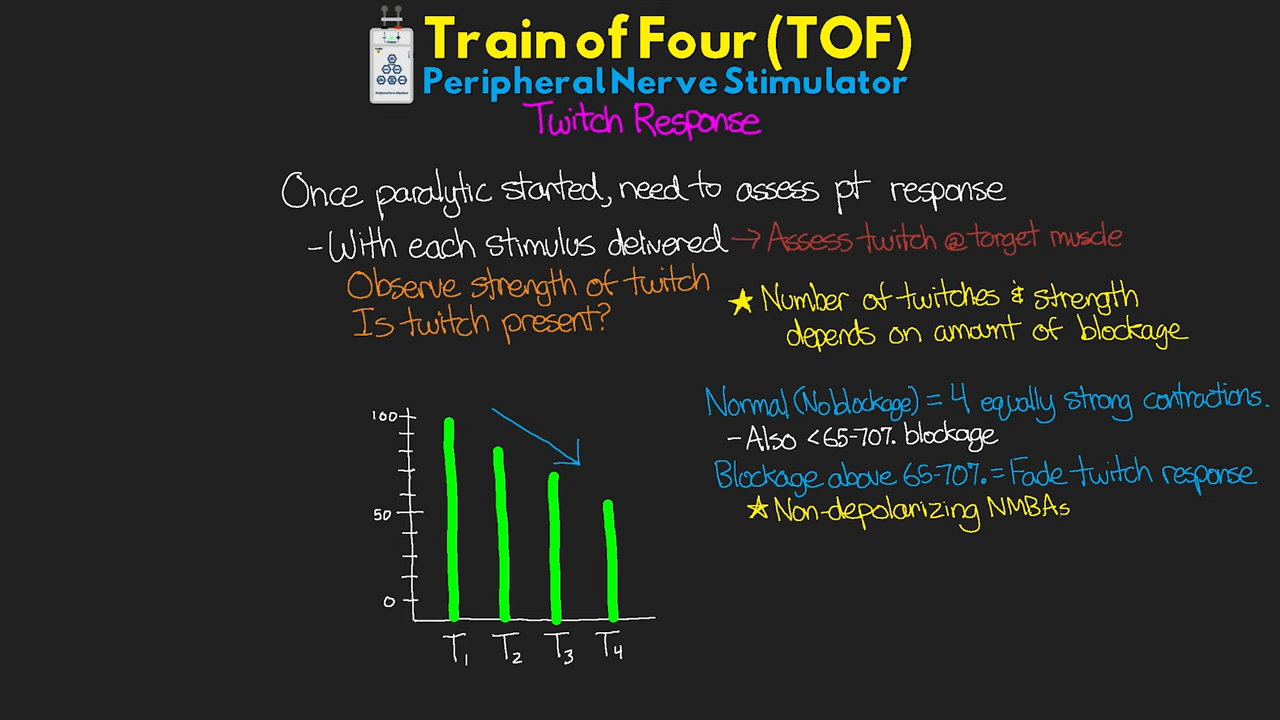 Train of Four (TOF)
Peripheral Nerve Stimulator
Twitch Response
Once paralytic started, need to assess pt response
- With each stimulus delivered → Assess twitch @ target muscle
Observe strength of twitch
Is twitch present?
★ Number of twitches & strength
depends on amount of blockage
Normal (No blockage) = 4 equally strong contractions.
- Also <65-70% blockage
Blockage above 65-70% = Fade twitch response
★ Non-depolarizing NMBAs
100
50
0
T1 T2 T3 T4